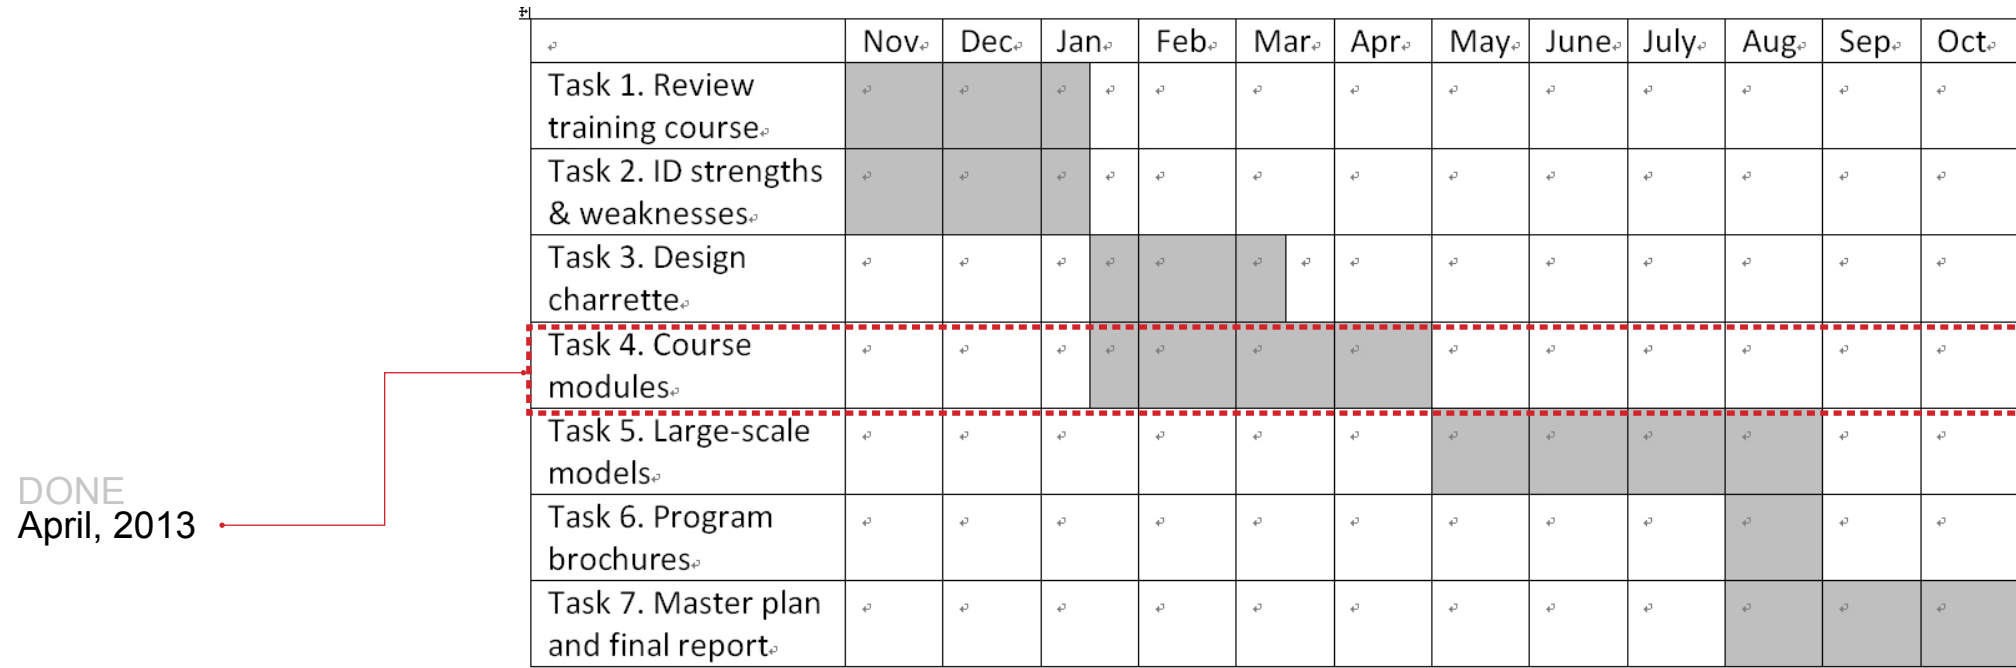 Nov Dec Jan Feb Mar Apr May June July Aug Sep Oct
Task 1. Review
training course
Task 2. ID strengths
& weaknesses
Task 3. Design
charrette
Task 4. Course
modules
Task 5. Large-scale
models
Task 6. Program
brochures
Task 7. Master plan
and final report
DONE
April, 2013